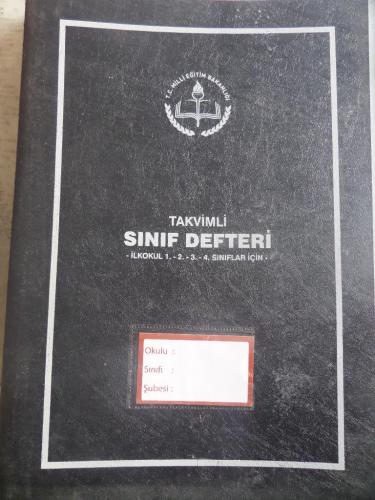 T.C. MİLLİ EĞİTİM BAKANLIĞI
TAKVİMLİ
SINIF DEFTERİ
- İLKOKUL 1. - 2. - 3. - 4. SINIFLAR İÇİN -
Okulu :
Sınıfı :
Şubesi :